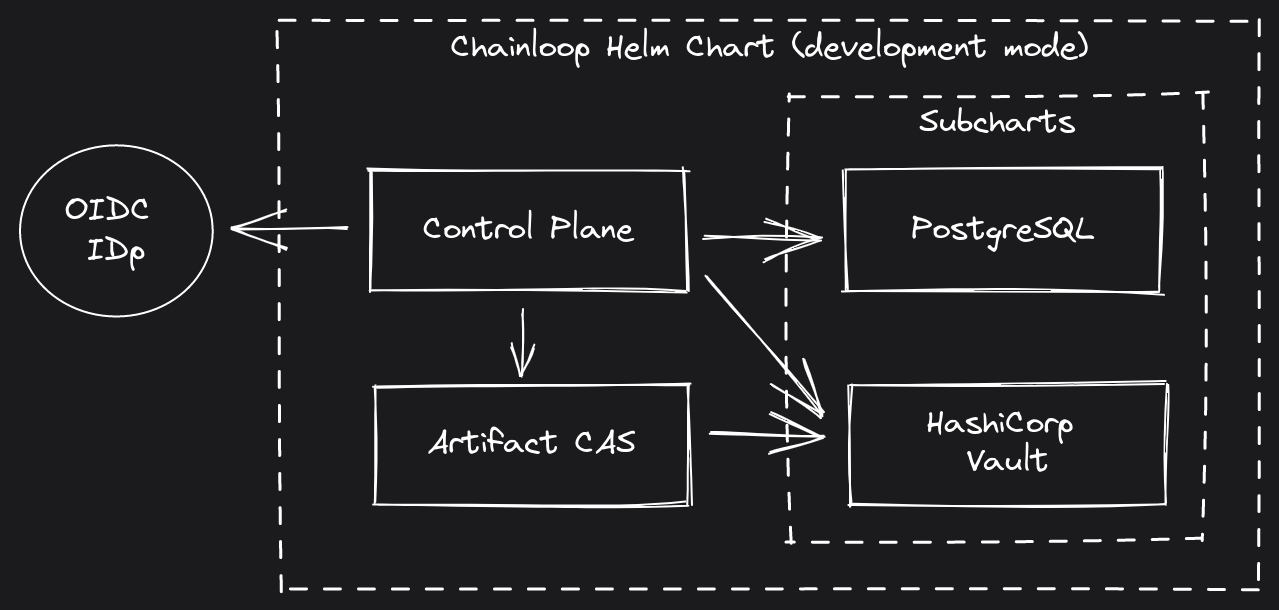 Chainloop Helm Chart (development mode)
Subcharts
OIDC
IDp
Control Plane
PostgreSQL
Artifact CAS
HashiCorp
Vault